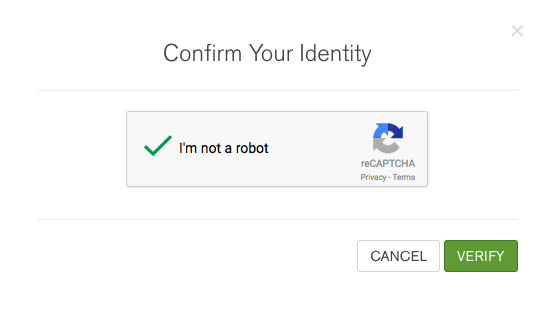 Confirm Your Identity
I'm not a robot
reCAPTCHA
Privacy - Terms
CANCEL
VERIFY